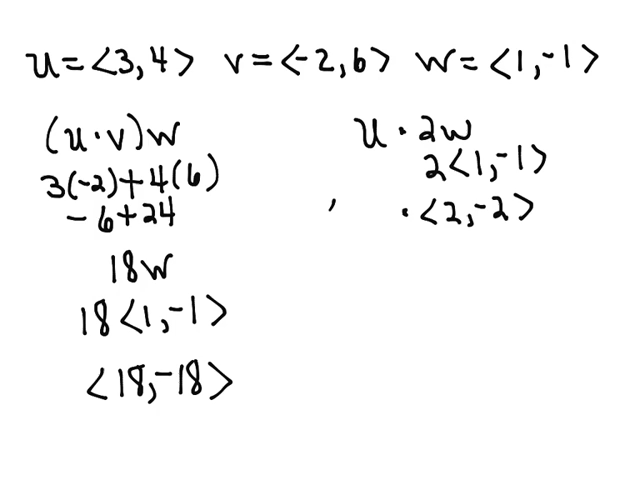 u = <3, 4> v = <-2, 6> w = <1, -1>
(u · v)w
3(-2) + 4(6)
- 6 + 24
18w
18 <1, -1>
<18, -18>
u · 2w
2 <1, -1>
· <2, -2>